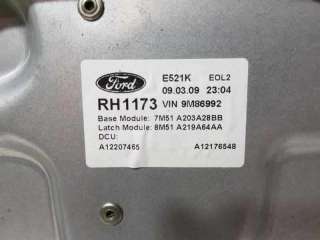 Ford E521K EOL2
09.03.09 23:04
RH1173 VIN 9M86992
Base Module: 7M51 A203A28BB
Latch Module: 8M51 A219A64AA
DCU:
A12207465 A12176548